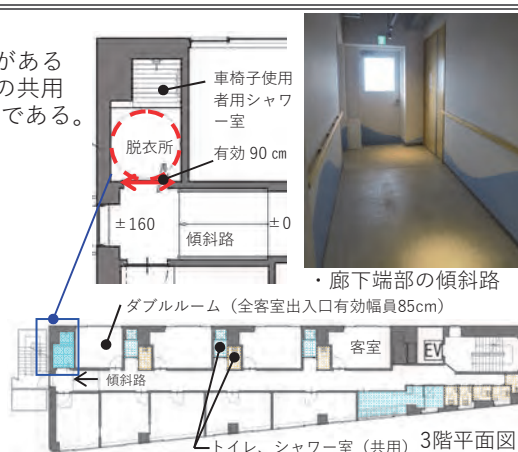 がある
の共用
である。
車椅子使用
者用シャワ
ー室
脱衣所
有効 90 cm
±160
傾斜路
±0
・廊下端部の傾斜路
ダブルルーム（全客室出入口有効幅員85cm）
客室
EV
傾斜路
トイレ、シャワー室（共用）
3階平面図